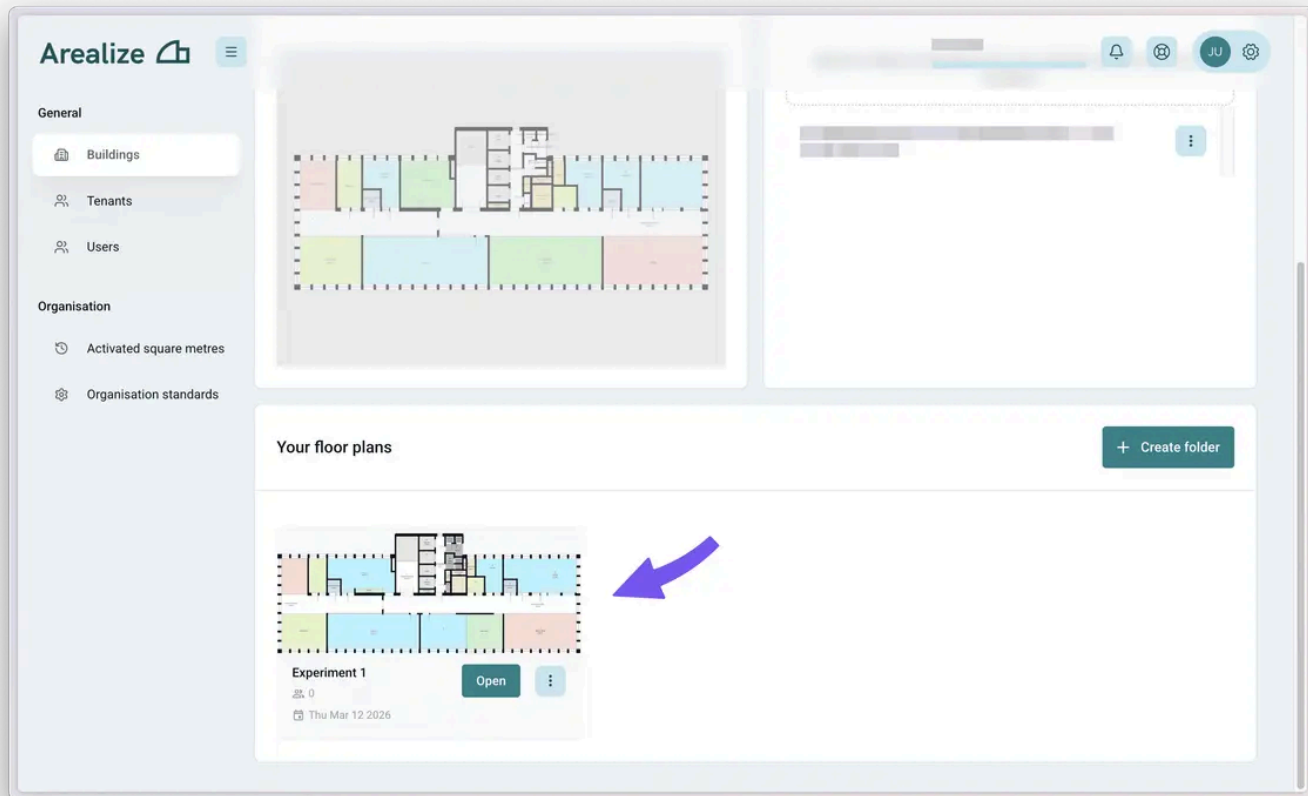 Arealize
JU
General
Buildings
Tenants
Users
Organisation
Activated square metres
Organisation standards
Your floor plans
+ Create folder
Experiment 1
Open
0
Thu Mar 12 2026